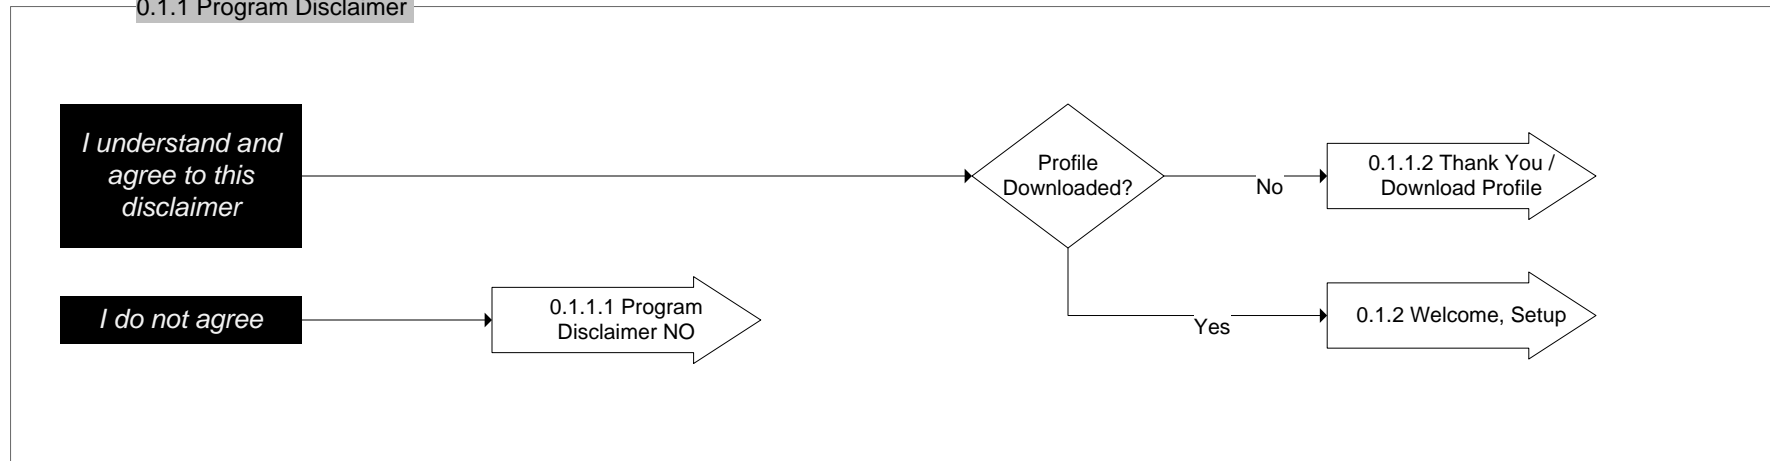 0.1.1 Program Disclaimer
I understand and
agree to this
disclaimer
Profile
Downloaded?
No
0.1.1.2 Thank You /
Download Profile
I do not agree
0.1.1.1 Program
Disclaimer NO
Yes
0.1.2 Welcome, Setup